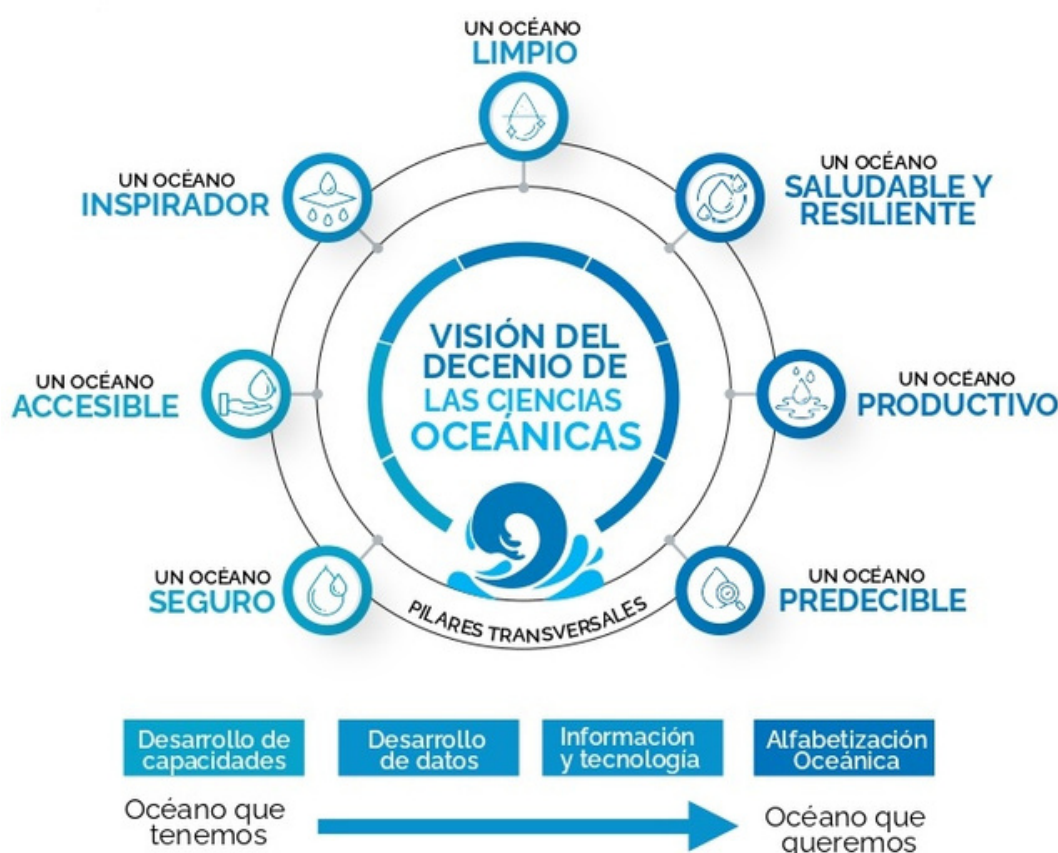 UN OCÉANO
LIMPIO
UN OCÉANO
INSPIRADOR
UN OCÉANO
SALUDABLE Y
RESILIENTE
VISIÓN DEL
DECENIO DE
LAS CIENCIAS
OCEÁNICAS
UN OCÉANO
ACCESIBLE
UN OCÉANO
PRODUCTIVO
UN OCÉANO
SEGURO
UN OCÉANO
PREDECIBLE
PILARES TRANSVERSALES
Desarrollo de
capacidades
Desarrollo
de datos
Información
y tecnología
Alfabetización
Oceánica
Océano que
tenemos
Océano que
queremos